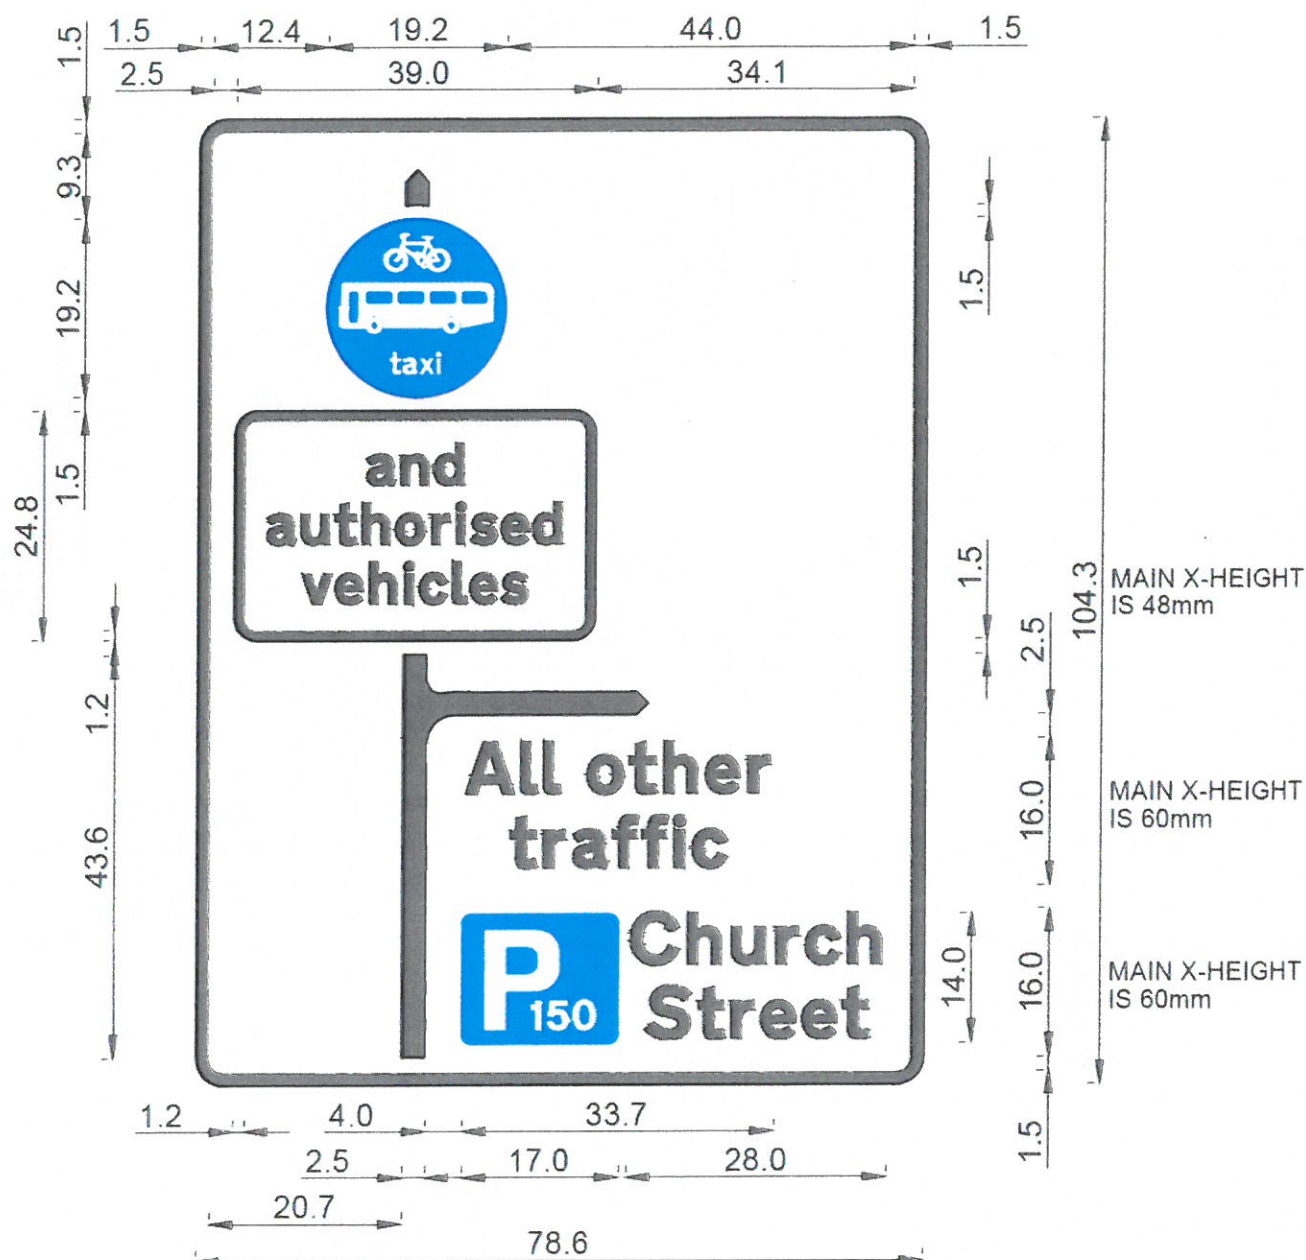 1.5 12.4 19.2 44.0 1.5
2.5 39.0 34.1
1.5
9.3
19.2
1.5
24.8
1.2
43.6
taxi
and
authorised
vehicles
All other
traffic
P 150
Church
Street
1.5
1.5
2.5
16.0
14.0
16.0
1.5
104.3
MAIN X-HEIGHT
IS 48mm
MAIN X-HEIGHT
IS 60mm
MAIN X-HEIGHT
IS 60mm
1.2 4.0 33.7
2.5 17.0 28.0
20.7
78.6